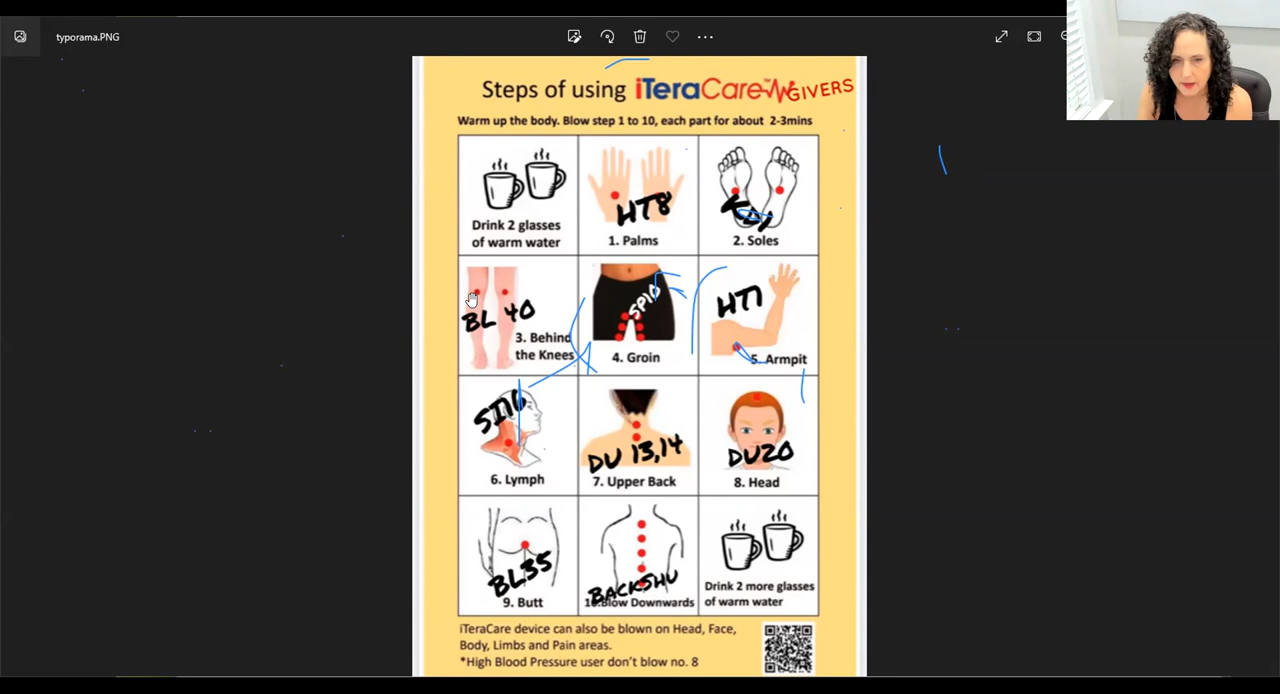 typorama.PNG
Steps of using iTeraCare™ GIVERS
Warm up the body. Blow step 1 to 10, each part for about 2-3mins
Drink 2 glasses
of warm water
HT8
1. Palms
2. Soles
BL 40
3. Behind
the Knees
SP10
4. Groin
HT1
5. Armpit
SI16
6. Lymph
DU 13,14
7. Upper Back
DU20
8. Head
BL35
9. Butt
BACKSHU
10.Blow Downwards
Drink 2 more glasses
of warm water
iTeraCare device can also be blown on Head, Face,
Body, Limbs and Pain areas.
*High Blood Pressure user don't blow no. 8